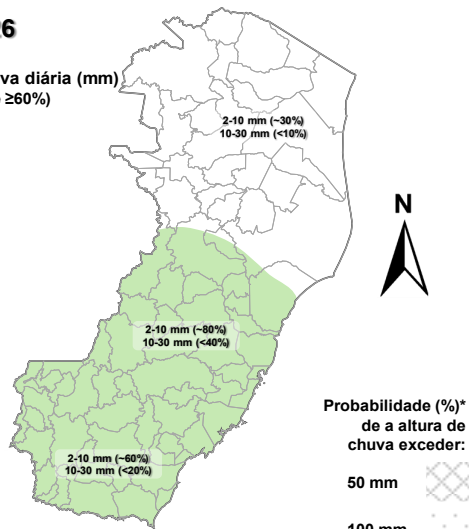 26
va diária (mm)
≥60%)
2-10 mm (~30%)
10-30 mm (<10%)
N
2-10 mm (~80%)
10-30 mm (<40%)
Probabilidade (%)*
de a altura de
chuva exceder:
2-10 mm (~60%)
10-30 mm (<20%)
50 mm
100 mm